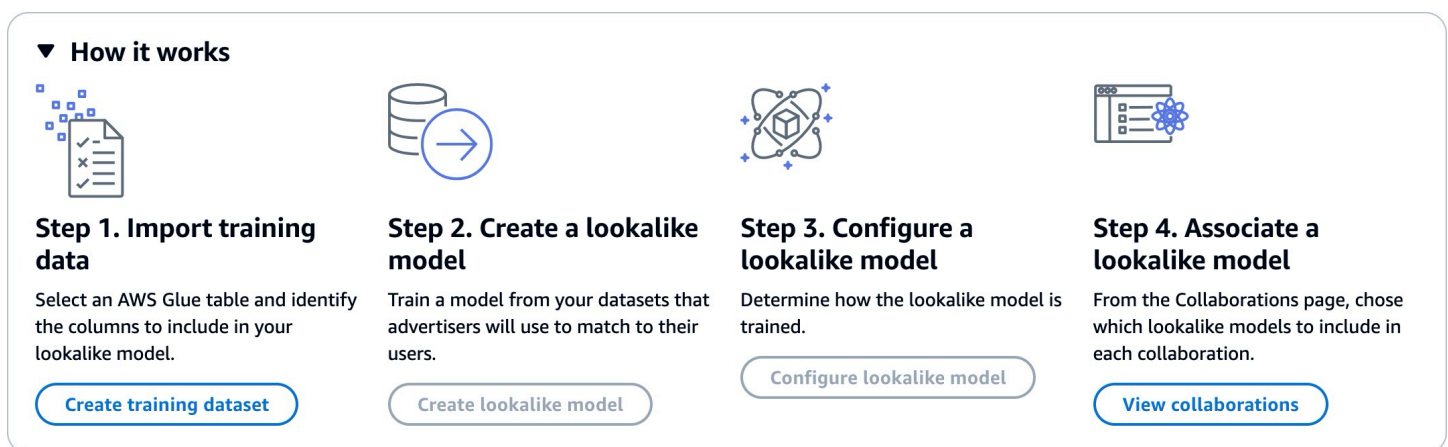 How it works
Step 1. Import training
data
Select an AWS Glue table and identify
the columns to include in your
lookalike model.
Create training dataset
Step 2. Create a lookalike
model
Train a model from your datasets that
advertisers will use to match to their
users.
Create lookalike model
Step 3. Configure a
lookalike model
Determine how the lookalike model is
trained.
Configure lookalike model
Step 4. Associate a
lookalike model
From the Collaborations page, chose
which lookalike models to include in
each collaboration.
View collaborations